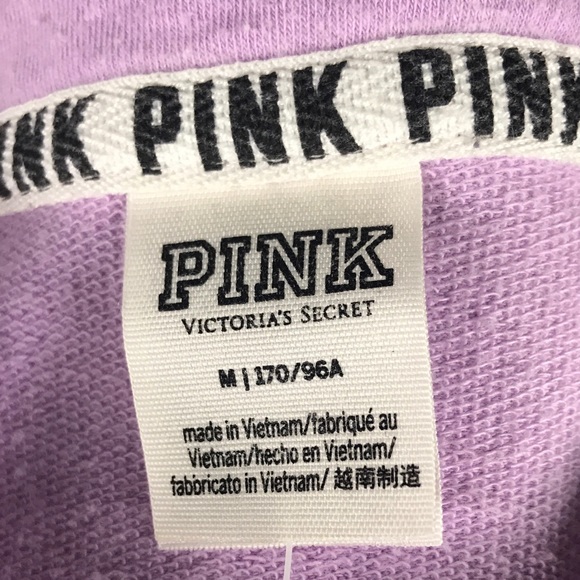 INK PINK PINK
PINK
VICTORIA'S SECRET
M | 170/96A
made in Vietnam/fabriqué au
Vietnam/hecho en Vietnam/
fabbricato in Vietnam/ 越南制造